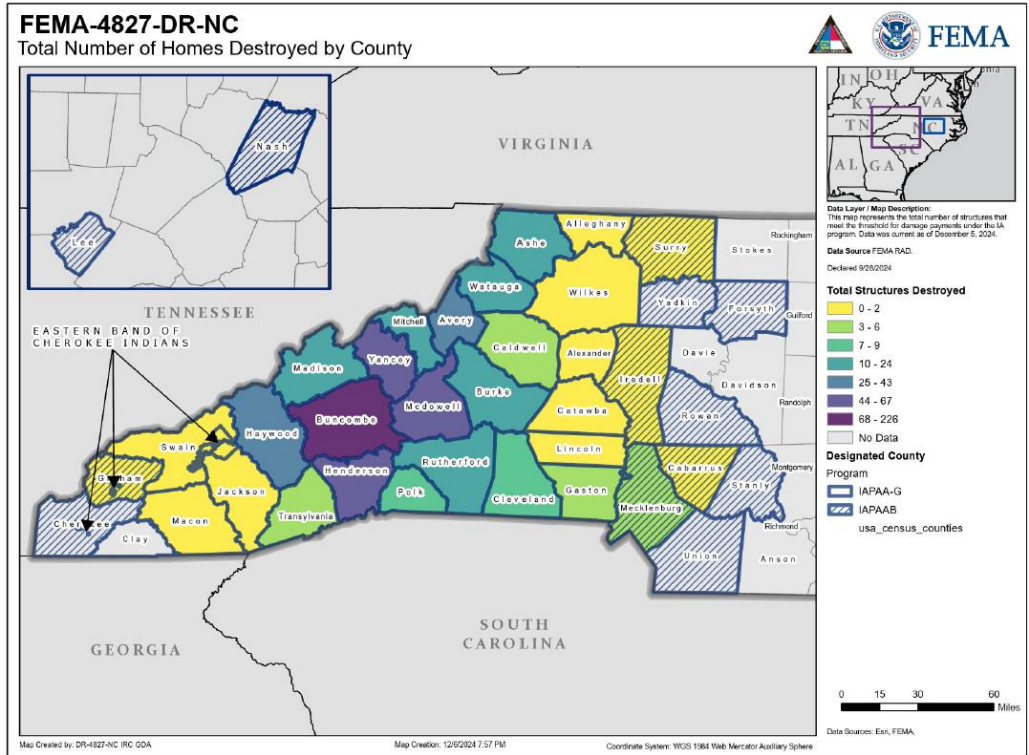 FEMA-4827-DR-NC
Total Number of Homes Destroyed by County
FEMA
Nash
Lee
VIRGINIA
TENNESSEE
EASTERN BAND OF
CHEROKEE INDIANS
Ashe
Alleghany
Surry
Stokes
Rockingham
Watauga
Wilkes
Yadkin
Forsyth
Guilford
Mitchell
Avery
Caldwell
Alexander
Iredell
Davie
Davidson
Randolph
Madison
Yancey
Mcdowell
Burke
Catawba
Rowan
Buncombe
Haywood
Swain
Graham
Jackson
Henderson
Rutherford
Lincoln
Cabarrus
Stanly
Montgomery
Cherokee
Macon
Clay
Transylvania
Polk
Cleveland
Gaston
Mecklenburg
Union
Richmond
Anson
GEORGIA
SOUTH
CAROLINA
IN
OH
KY
VA
TN
NC
SC
AL
GA
Data Layer / Map Description:
This map represents the total number of structures that
meet the threshold for damage payments under the IA
program. Data was current as of December 5, 2024.
Data Source FEMA RAD.
Declared 9/28/2024
Total Structures Destroyed
0 - 2
3 - 6
7 - 9
10 - 24
25 - 43
44 - 67
68 - 226
No Data
Designated County
Program
IAPAA-G
IAPAAB
usa_census_counties
0 15 30 60
Miles
Data Sources: Esri, FEMA,
Map Created by: DR-4827-NC IRC GDA
Map Creation: 12/6/2024 7:57 PM
Coordinate System: WGS 1984 Web Mercator Auxiliary Sphere